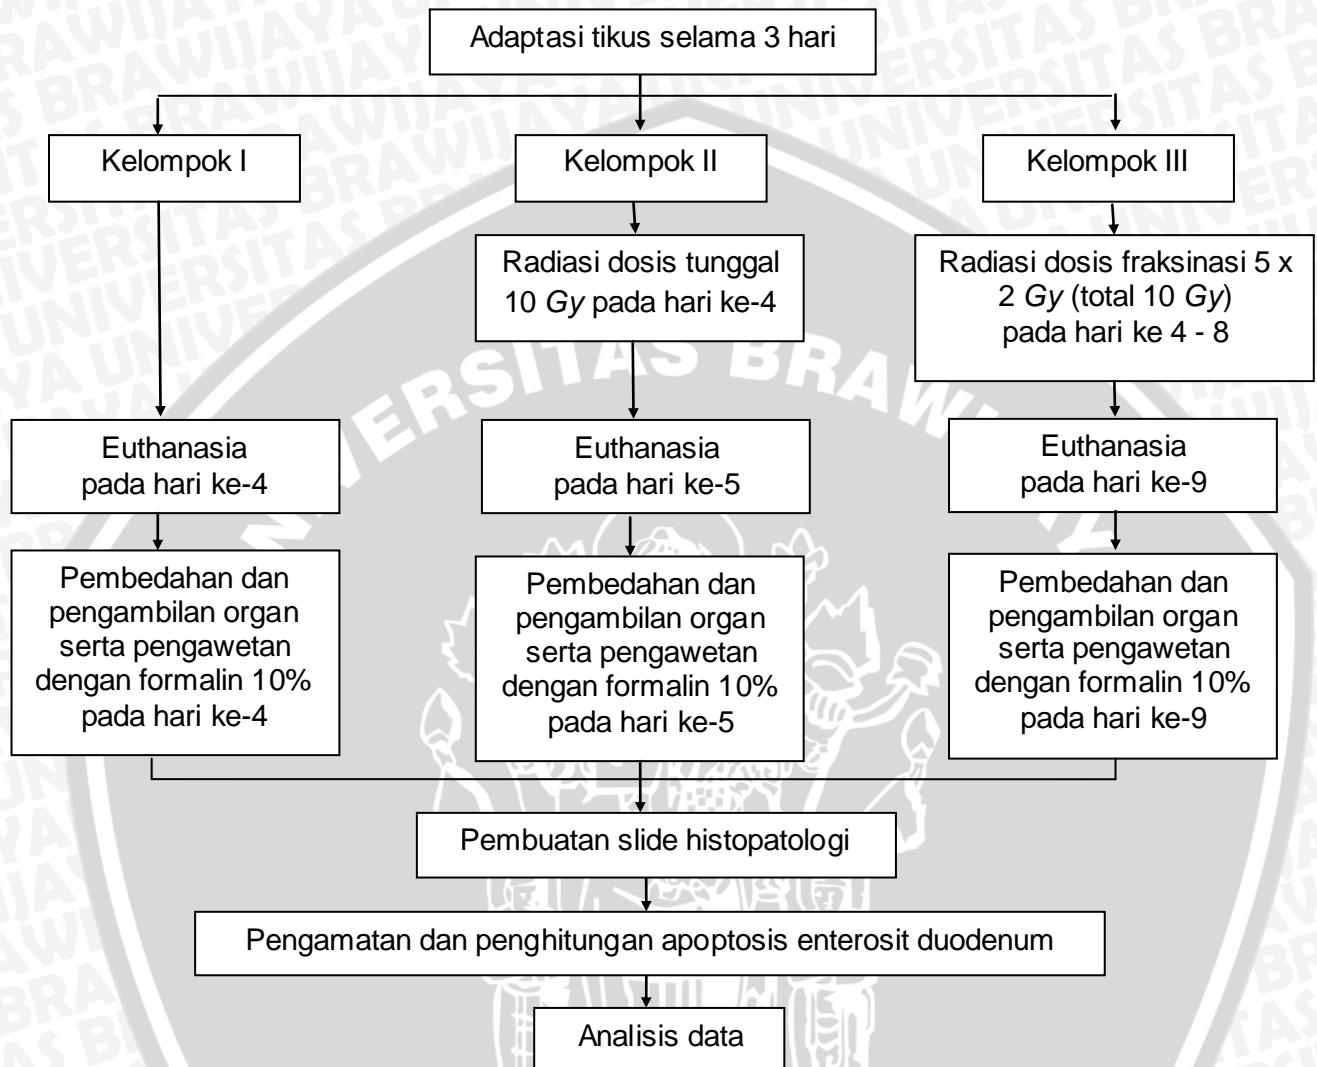 Adaptasi tikus selama 3 hari
Kelompok I
Kelompok II
Kelompok III
Radiasi dosis tunggal
10 Gy pada hari ke-4
Radiasi dosis fraksinasi 5 x
2 Gy (total 10 Gy)
pada hari ke 4 - 8
Euthanasia
pada hari ke-4
Euthanasia
pada hari ke-5
Euthanasia
pada hari ke-9
Pembedahan dan
pengambilan organ
serta pengawetan
dengan formalin 10%
pada hari ke-4
Pembedahan dan
pengambilan organ
serta pengawetan
dengan formalin 10%
pada hari ke-5
Pembedahan dan
pengambilan organ
serta pengawetan
dengan formalin 10%
pada hari ke-9
Pembuatan slide histopatologi
Pengamatan dan penghitungan apoptosis enterosit duodenum
Analisis data